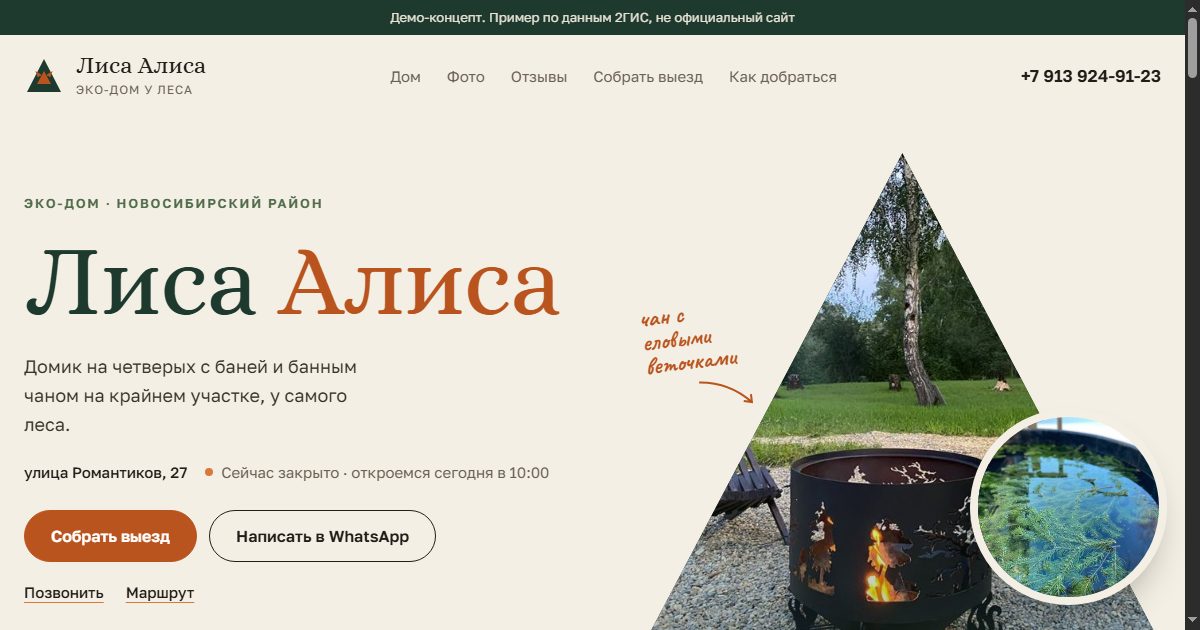 Демо-концепт. Пример по данным 2ГИС, не официальный сайт
Лиса Алиса
ЭКО-ДОМ У ЛЕСА
Дом
Фото
Отзывы
Собрать выезд
Как добраться
+7 913 924-91-23
ЭКО-ДОМ · НОВОСИБИРСКИЙ РАЙОН
Лиса Алиса
чан с
еловыми
веточками
Домик на четверых с баней и банным
чаном на крайнем участке, у самого
леса.
улица Романтиков, 27
Сейчас закрыто · откроемся сегодня в 10:00
Собрать выезд
Написать в WhatsApp
Позвонить
Маршрут